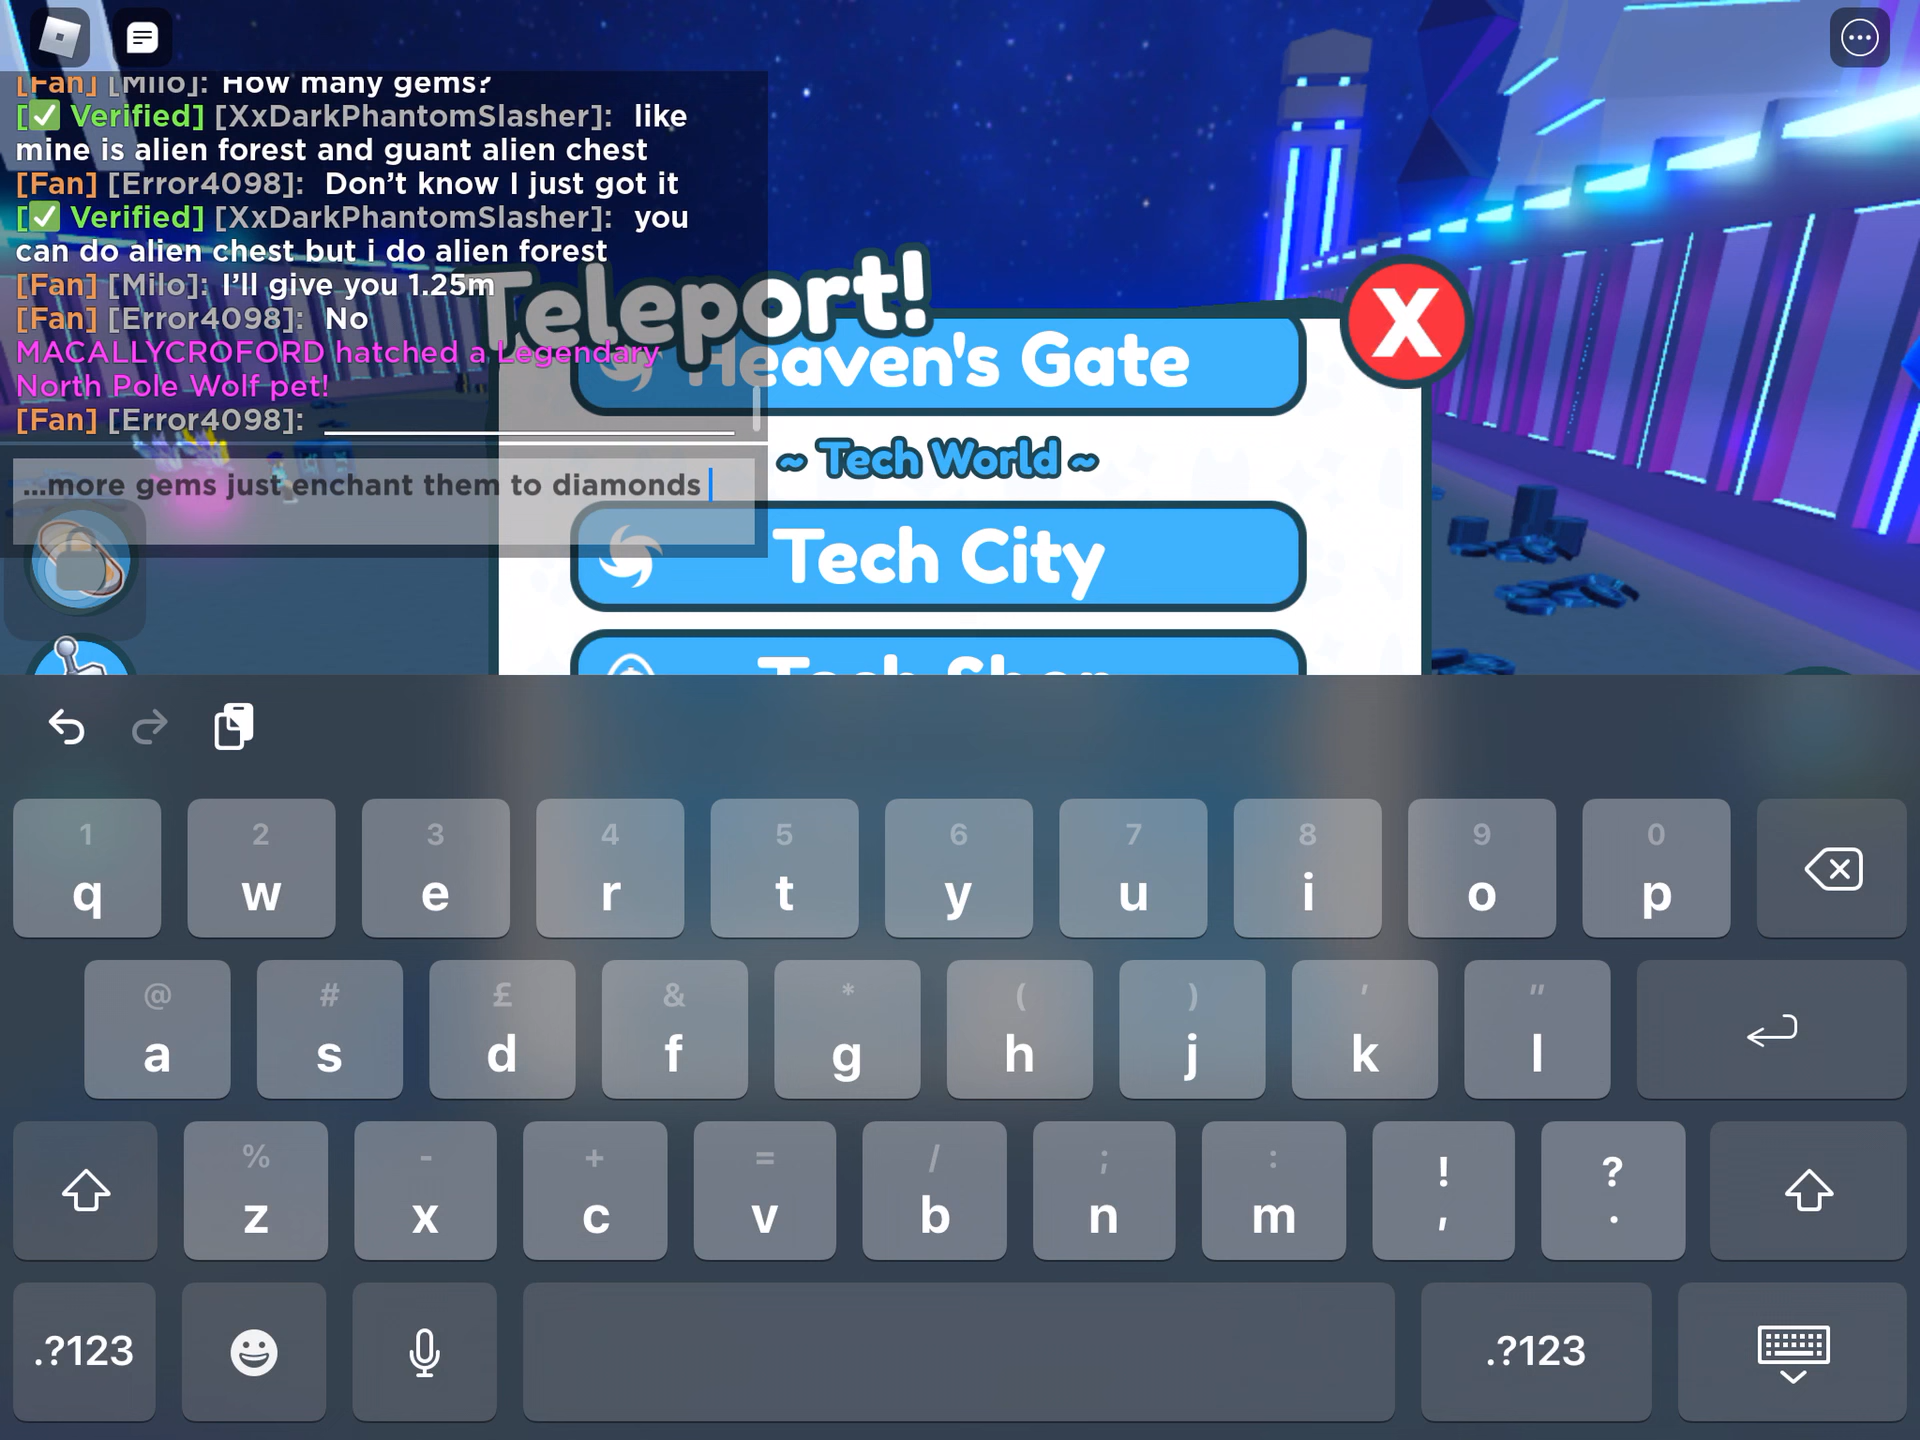 [Fan] [Milo]: How many gems?
[✅ Verified] [XxDarkPhantomSlasher]: like
mine is alien forest and guant alien chest
[Fan] [Error4098]: Don’t know I just got it
[✅ Verified] [XxDarkPhantomSlasher]: you
can do alien chest but i do alien forest
[Fan] [Milo]: I’ll give you 1.25m
[Fan] [Error4098]: No
MACALLYCROFORD hatched a Legendary
North Pole Wolf pet!
[Fan] [Error4098]: ____________________
...more gems just enchant them to diamonds
Teleport!
X
Heaven's Gate
~ Tech World ~
Tech City
Tech Shop
1 2 3 4 5 6 7 8 9 0
q w e r t y u i o p
@ # £ & * ( ) ' "
a s d f g h j k l
% - + = / ; : ! ?
z x c v b n m , .
.?123 .?123